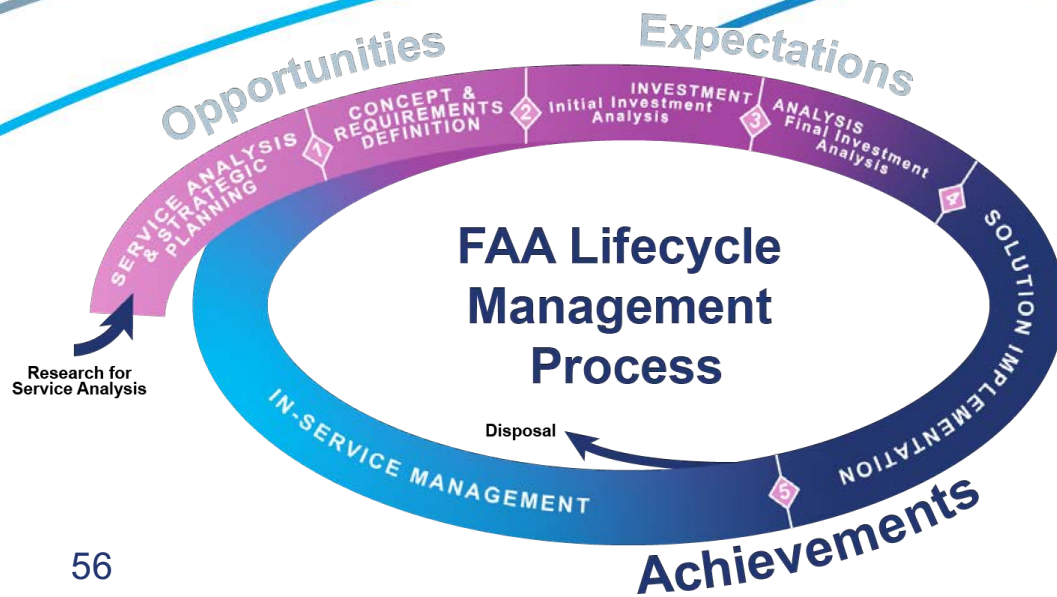 Opportunities
Expectations
SERVICE ANALYSIS
& STRATEGIC
PLANNING
1
CONCEPT &
REQUIREMENTS
DEFINITION
2
INVESTMENT
Initial Investment
Analysis
3
ANALYSIS
Final Investment
Analysis
4
SOLUTION IMPLEMENTATION
FAA Lifecycle
Management
Process
Research for
Service Analysis
Disposal
IN-SERVICE MANAGEMENT
5
Achievements
56